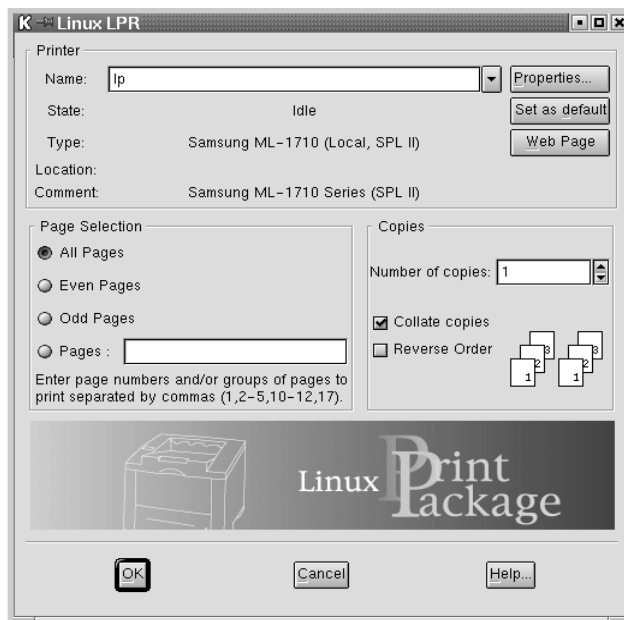 K Linux LPR
Printer
Name: lp Properties...
State: Idle Set as default
Type: Samsung ML-1710 (Local, SPL II) Web Page
Location:
Comment: Samsung ML-1710 Series (SPL II)
Page Selection
All Pages
Even Pages
Odd Pages
Pages :
Enter page numbers and/or groups of pages to
print separated by commas (1,2-5,10-12,17).
Copies
Number of copies: 1
Collate copies
Reverse Order
3 3
2 2
1 1
Linux Print
Package
OK Cancel Help...